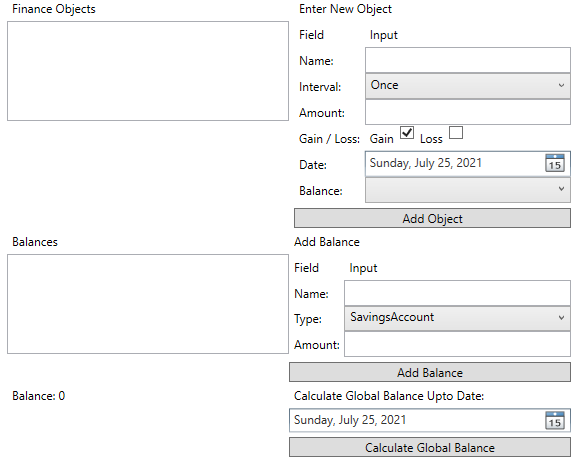 Finance Objects
Enter New Object
Field Input
Name:
Interval: Once
Amount:
Gain / Loss: Gain Loss
Date: Sunday, July 25, 2021 15
Balance:
Add Object
Balances
Add Balance
Field Input
Name:
Type: SavingsAccount
Amount:
Add Balance
Balance: 0
Calculate Global Balance Upto Date:
Sunday, July 25, 2021 15
Calculate Global Balance